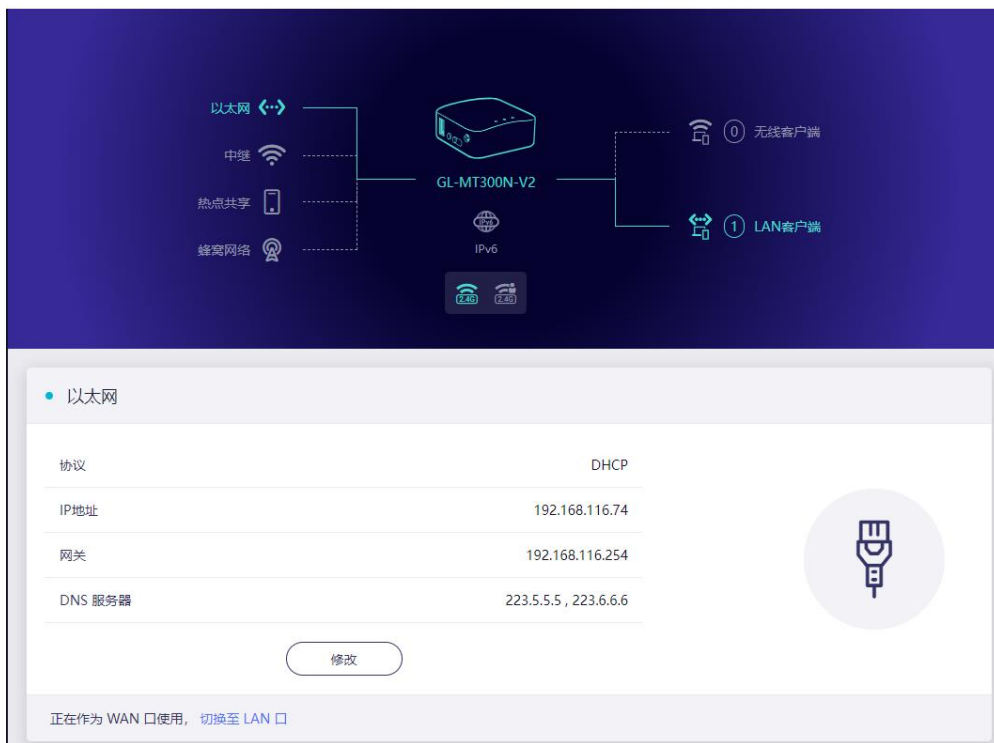 以太网
中继
热点共享
蜂窝网络
GL-MT300N-V2
IPv6
IPv6
2.4G 2.4G
0 无线客户端
1 LAN客户端
以太网
协议 DHCP
IP地址 192.168.116.74
网关 192.168.116.254
DNS 服务器 223.5.5.5 , 223.6.6.6
修改
正在作为 WAN 口使用, 切换至 LAN 口